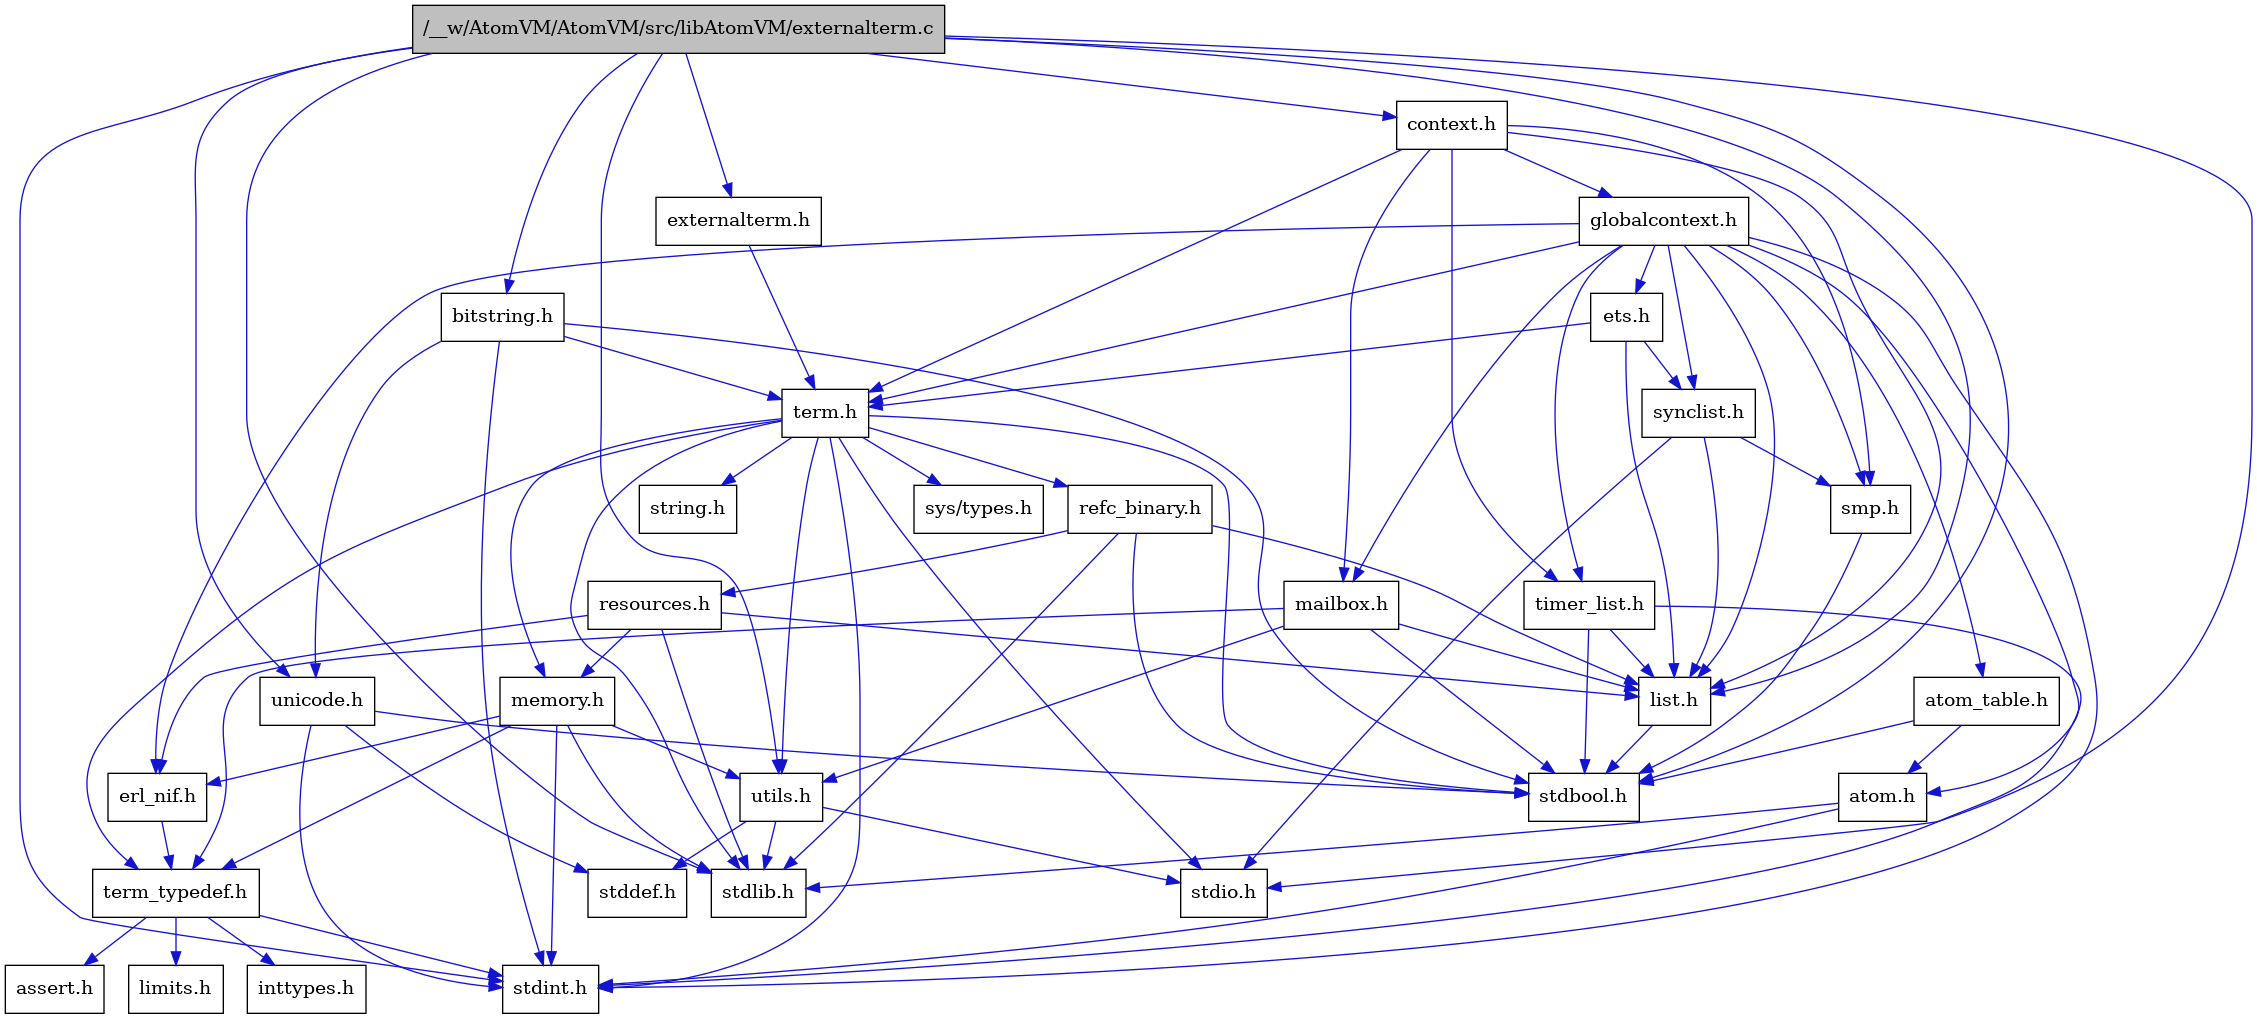 /__w/AtomVM/AtomVM/src/libAtomVM/externalterm.c
context.h
externalterm.h
globalcontext.h
bitstring.h
ets.h
term.h
synclist.h
string.h
sys/types.h
refc_binary.h
smp.h
resources.h
mailbox.h
timer_list.h
unicode.h
memory.h
list.h
atom_table.h
erl_nif.h
utils.h
stdbool.h
atom.h
term_typedef.h
stddef.h
stdlib.h
stdio.h
assert.h
limits.h
inttypes.h
stdint.h